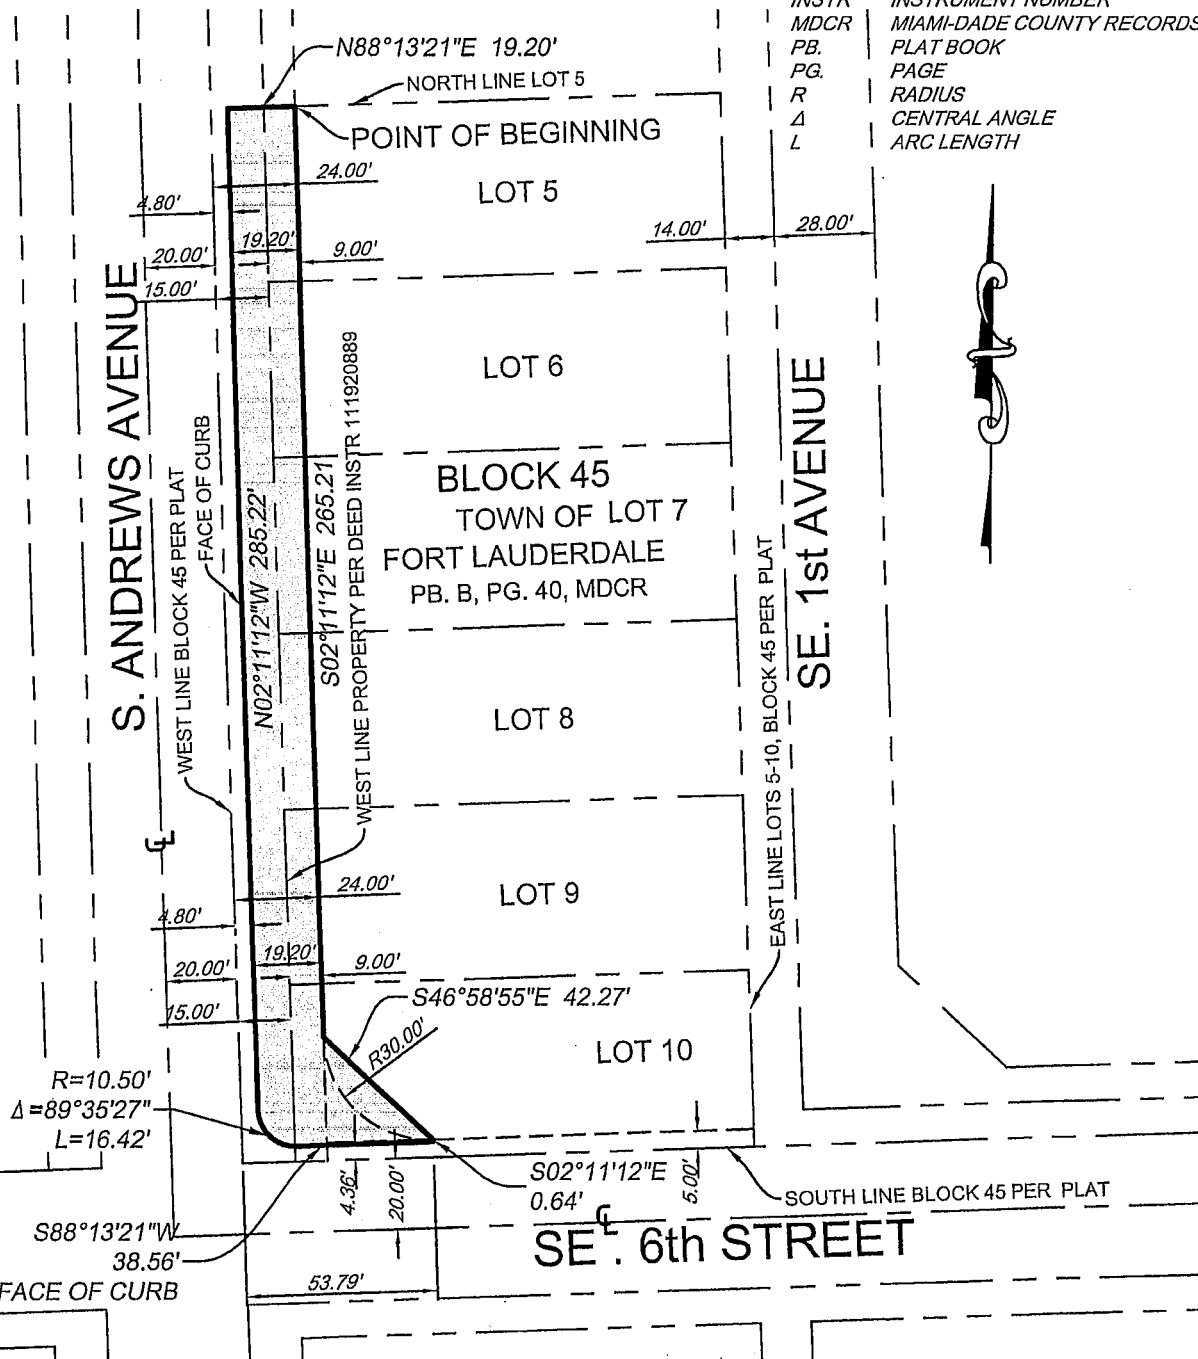 INSTR INSTRUMENT NUMBER
MDCR MIAMI-DADE COUNTY RECORDS
PB. PLAT BOOK
PG. PAGE
R RADIUS
Δ CENTRAL ANGLE
L ARC LENGTH
N88°13'21"E 19.20'
NORTH LINE LOT 5
POINT OF BEGINNING
24.00'
LOT 5
4.80'
19.20'
9.00'
14.00'
28.00'
20.00'
15.00'
S. ANDREWS AVENUE
WEST LINE BLOCK 45 PER PLAT
FACE OF CURB
N02°11'12"W 285.22'
S02°11'12"E 265.21
WEST LINE PROPERTY PER DEED INSTR 111920889
LOT 6
BLOCK 45
TOWN OF LOT 7
FORT LAUDERDALE
PB. B, PG. 40, MDCR
SE. 1st AVENUE
EAST LINE LOTS 5-10, BLOCK 45 PER PLAT
LOT 8
LOT 9
24.00'
4.80'
19.20'
9.00'
20.00'
15.00'
S46°58'55"E 42.27'
R30.00'
LOT 10
R=10.50'
Δ=89°35'27"
L=16.42'
4.36'
20.00'
S02°11'12"E
0.64'
5.00'
SOUTH LINE BLOCK 45 PER PLAT
S88°13'21"W
38.56'
FACE OF CURB
53.79'
SE. 6th STREET